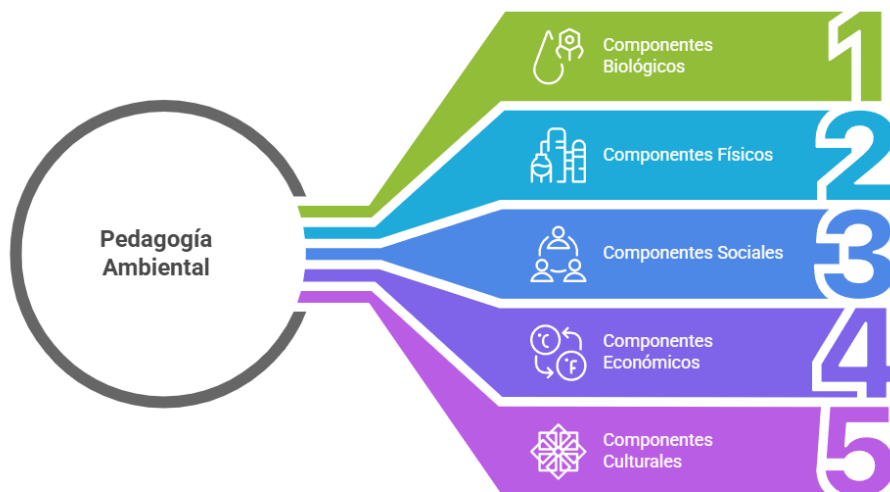 Pedagogía
Ambiental
Componentes
Biológicos
1
Componentes Físicos
2
Componentes Sociales
3
°C
°F
Componentes
Económicos
4
Componentes
Culturales
5